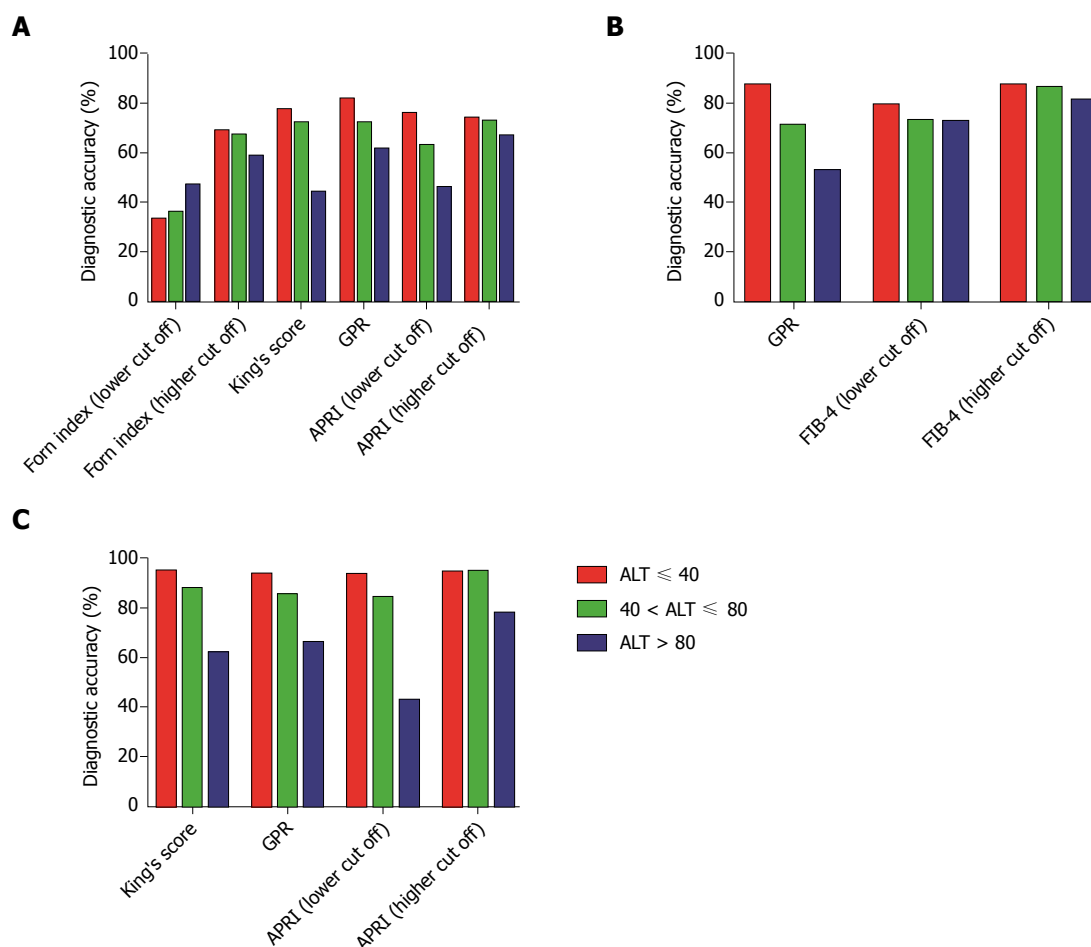 A
Diagnostic accuracy (%)
100
80
60
40
20
0
Forn index (lower cut off)
Forn index (higher cut off)
King's score
GPR
APRI (lower cut off)
APRI (higher cut off)
B
Diagnostic accuracy (%)
100
80
60
40
20
0
GPR
FIB-4 (lower cut off)
FIB-4 (higher cut off)
C
Diagnostic accuracy (%)
100
80
60
40
20
0
King's score
GPR
APRI (lower cut off)
APRI (higher cut off)
ALT ≤ 40
40 < ALT ≤ 80
ALT > 80